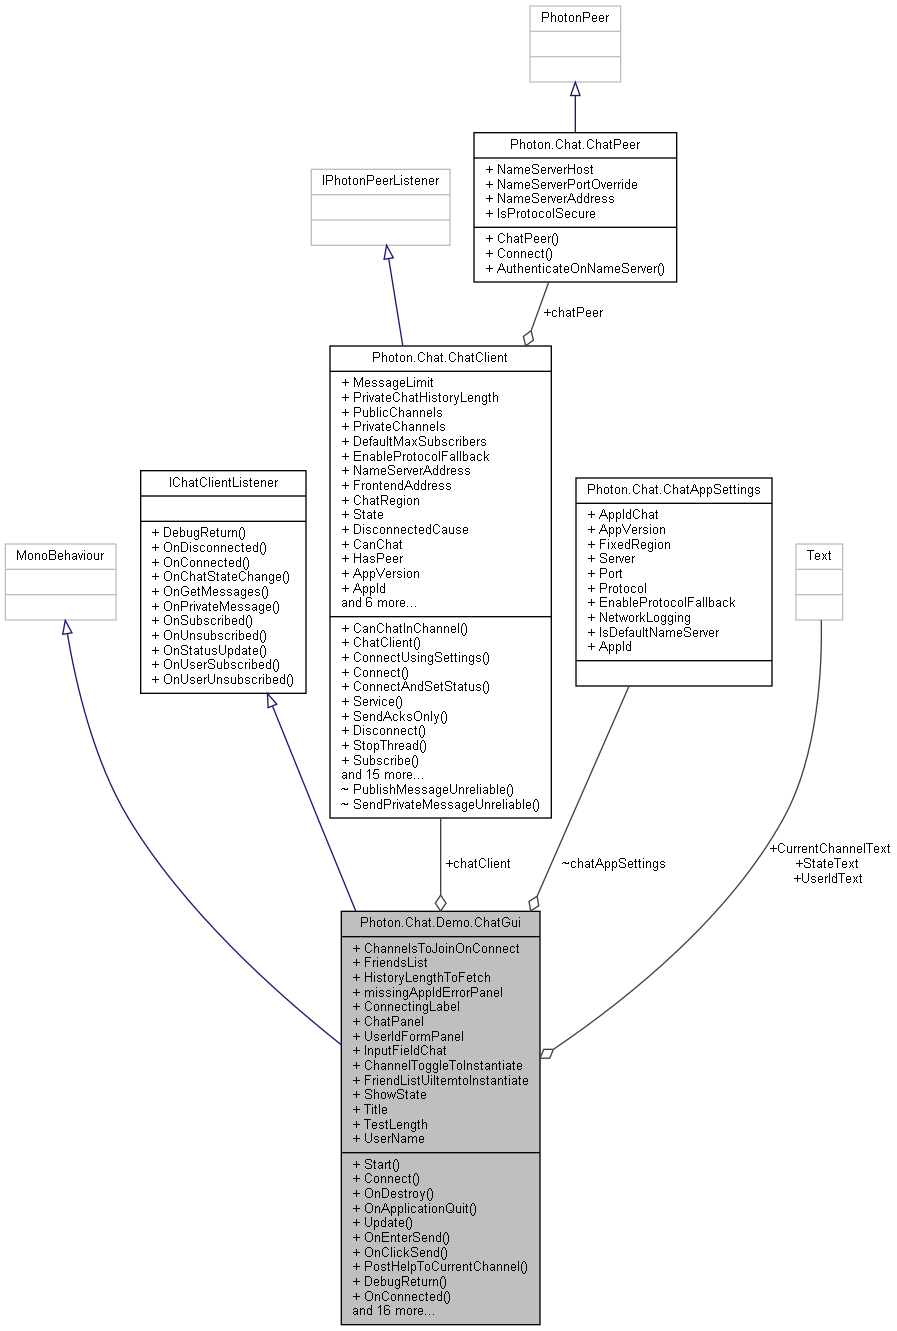 PhotonPeer
Photon.Chat.ChatPeer
+ NameServerHost
+ NameServerPortOverride
+ NameServerAddress
+ IsProtocolSecure
+ ChatPeer()
+ Connect()
+ AuthenticateOnNameServer()
IPhotonPeerListener
+chatPeer
Photon.Chat.ChatClient
+ MessageLimit
+ PrivateChatHistoryLength
+ PublicChannels
+ PrivateChannels
+ DefaultMaxSubscribers
+ EnableProtocolFallback
+ NameServerAddress
+ FrontendAddress
+ ChatRegion
+ State
+ DisconnectedCause
+ CanChat
+ HasPeer
+ AppVersion
+ AppId
and 6 more...
+ CanChatInChannel()
+ ChatClient()
+ ConnectUsingSettings()
+ Connect()
+ ConnectAndSetStatus()
+ Service()
+ SendAcksOnly()
+ Disconnect()
+ StopThread()
+ Subscribe()
and 15 more...
~ PublishMessageUnreliable()
~ SendPrivateMessageUnreliable()
IChatClientListener
+ DebugReturn()
+ OnDisconnected()
+ OnConnected()
+ OnChatStateChange()
+ OnGetMessages()
+ OnPrivateMessage()
+ OnSubscribed()
+ OnUnsubscribed()
+ OnStatusUpdate()
+ OnUserSubscribed()
+ OnUserUnsubscribed()
Photon.Chat.ChatAppSettings
+ AppIdChat
+ AppVersion
+ FixedRegion
+ Server
+ Port
+ Protocol
+ EnableProtocolFallback
+ NetworkLogging
+ IsDefaultNameServer
+ AppId
MonoBehaviour
Text
+chatClient
~chatAppSettings
+CurrentChannelText
+StateText
+UserIdText
Photon.Chat.Demo.ChatGui
+ ChannelsToJoinOnConnect
+ FriendsList
+ HistoryLengthToFetch
+ missingAppIdErrorPanel
+ ConnectingLabel
+ ChatPanel
+ UserIdFormPanel
+ InputFieldChat
+ ChannelToggleToInstantiate
+ FriendListUiItemtoInstantiate
+ ShowState
+ Title
+ TestLength
+ UserName
+ Start()
+ Connect()
+ OnDestroy()
+ OnApplicationQuit()
+ Update()
+ OnEnterSend()
+ OnClickSend()
+ PostHelpToCurrentChannel()
+ DebugReturn()
+ OnConnected()
and 16 more...